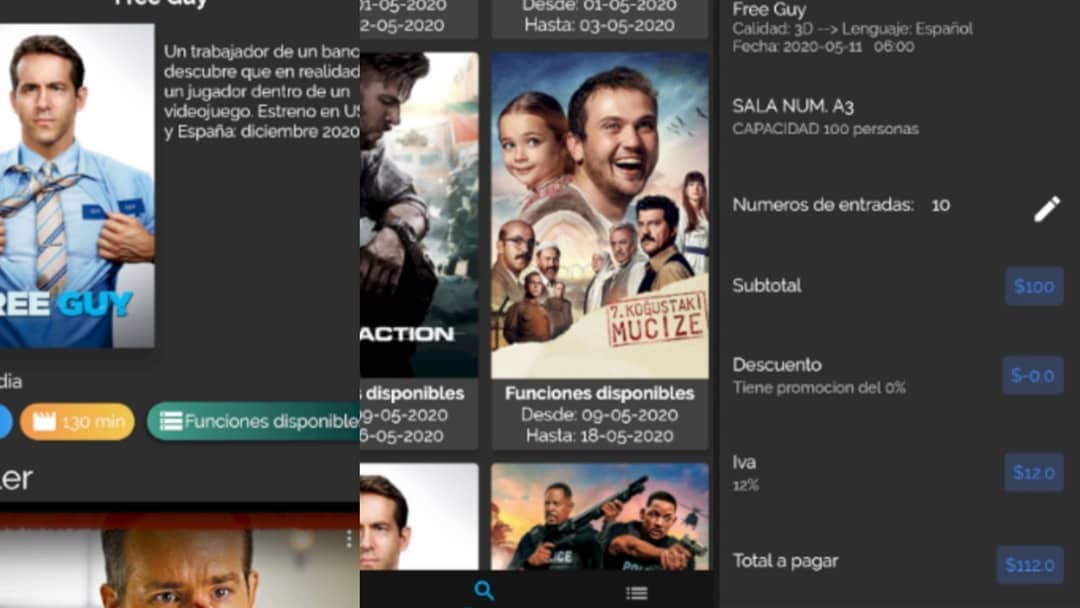 Free Guy
Un trabajador de un banc
descubre que en realidad
un jugador dentro de un
videojuego. Estreno en US
y España: diciembre 2020
REE GUY
dia
130 min
Funciones disponible
er
01-05-2020
2-05-2020
ACTION
s disponibles
09-05-2020
6-05-2020
Desde: 01-05-2020
Hasta: 03-05-2020
7. KOĞUSTAKİ
MUCİZE
Funciones disponibles
Desde: 09-05-2020
Hasta: 18-05-2020
POLICE
Free Guy
Calidad: 3D --> Lenguaje: Español
Fecha: 2020-05-11 06:00
SALA NUM. A3
CAPACIDAD 100 personas
Numeros de entradas: 10
Subtotal
$100
Descuento
$-0.0
Tiene promocion del 0%
Iva
$12.0
12%
Total a pagar
$112.0